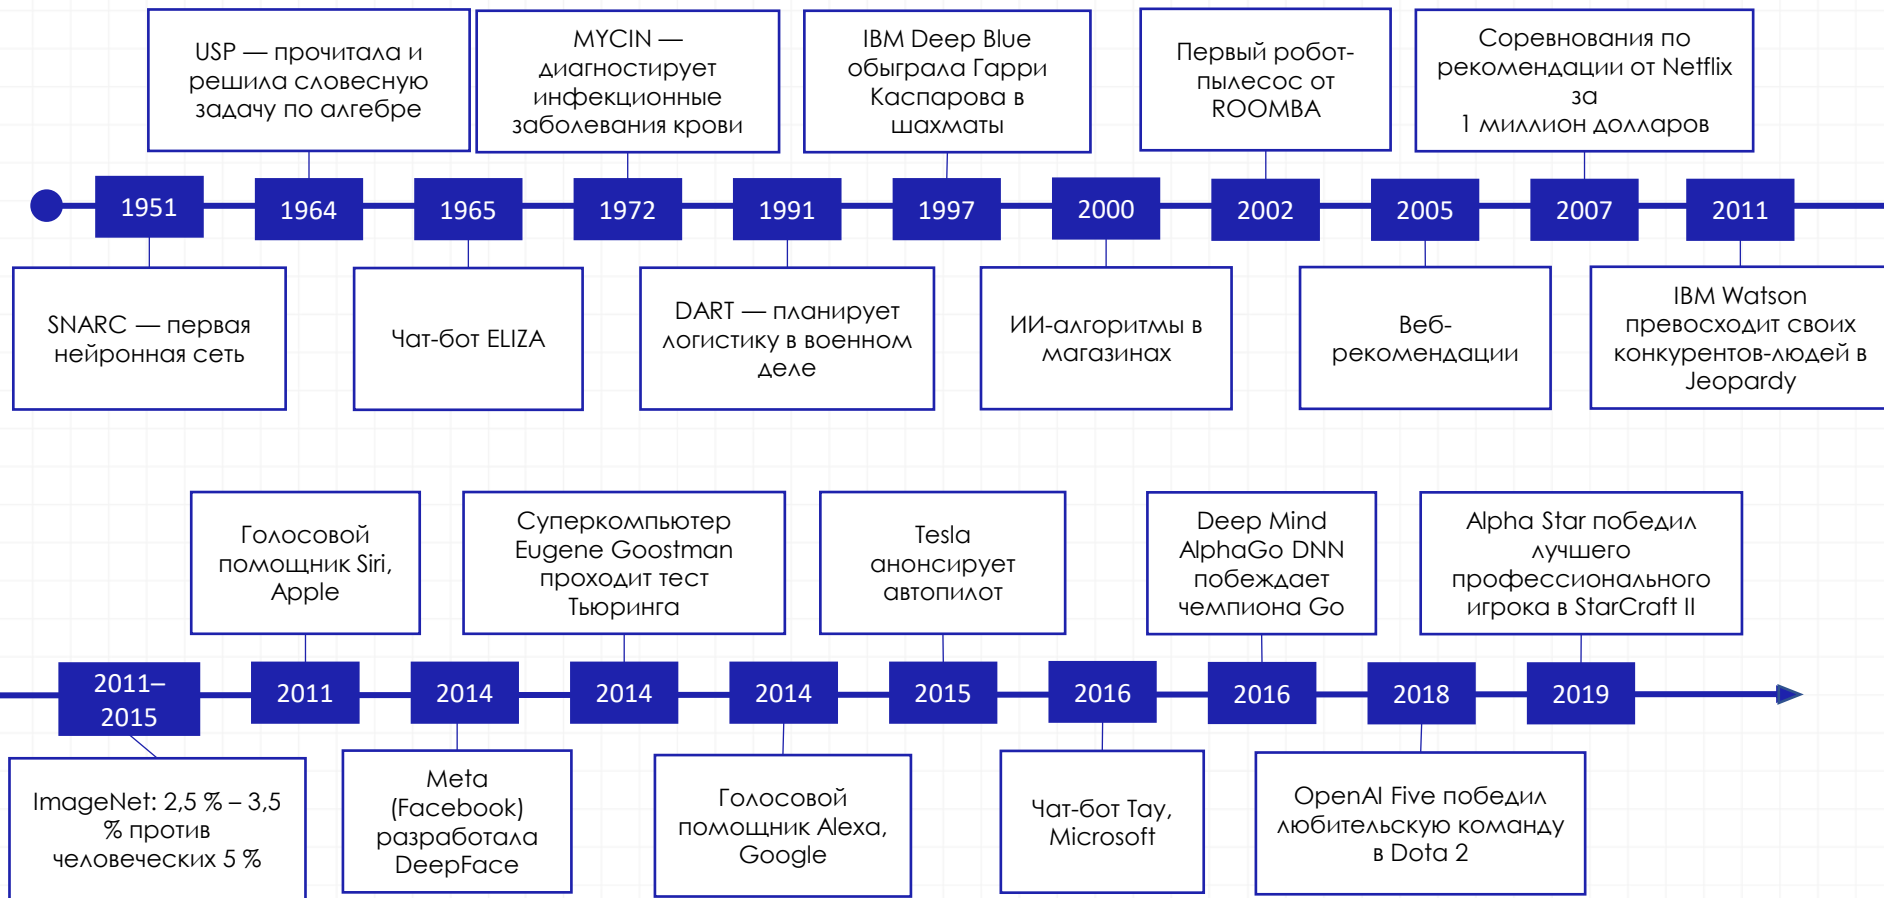 USP — прочитала и
решила словесную
задачу по алгебре
MYCIN —
диагностирует
инфекционные
заболевания крови
IBM Deep Blue
обыграла Гарри
Каспарова в
шахматы
Первый робот-
пылесос от
ROOMBA
Соревнования по
рекомендации от Netflix
за
1 миллион долларов
1951
1964
1965
1972
1991
1997
2000
2002
2005
2007
2011
SNARC — первая
нейронная сеть
Чат-бот ELIZA
DART — планирует
логистику в военном
деле
ИИ-алгоритмы в
магазинах
Веб-
рекомендации
IBM Watson
превосходит своих
конкурентов-людей в
Jeopardy
Голосовой
помощник Siri,
Apple
Суперкомпьютер
Eugene Goostman
проходит тест
Тьюринга
Tesla
анонсирует
автопилот
Deep Mind
AlphaGo DNN
побеждает
чемпиона Go
Alpha Star победил
лучшего
профессионального
игрока в StarCraft II
2011–
2015
2011
2014
2014
2014
2015
2016
2016
2018
2019
ImageNet: 2,5 % – 3,5
% против
человеческих 5 %
Meta
(Facebook)
разработала
DeepFace
Голосовой
помощник Alexa,
Google
Чат-бот Tay,
Microsoft
OpenAI Five победил
любительскую команду
в Dota 2